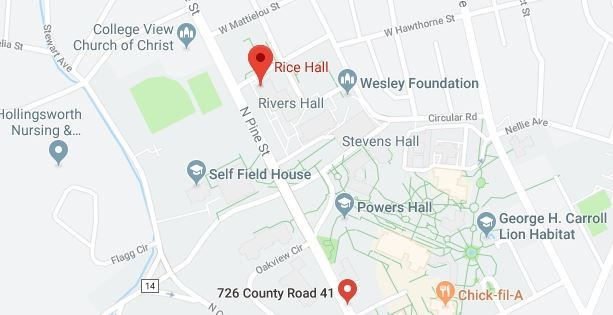 W Mattielou St
College View
Church of Christ
Pine St
W Hawthorne St
Stewart Ave
Rice Hall
Wesley Foundation
Rivers Hall
Hollingsworth
Nursing &...
N Pine St
Circular Rd
Nellie Ave
Stevens Hall
Self Field House
Powers Hall
George H. Carroll
Lion Habitat
Flagg Cir
Oakview Cir
14
726 County Road 41
Chick-fil-A